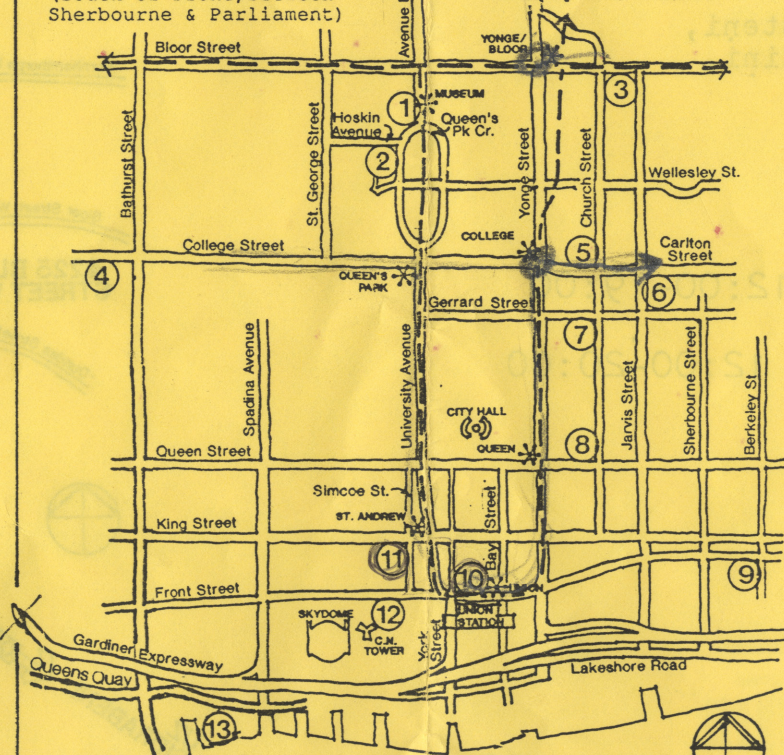 Sherbourne & Parliament)
Avenue
Bloor Street
YONGE/
BLOOR
3
1
MUSEUM
Hoskin
Avenue
Queen's
Pk Cr.
2
Bathurst Street
St. George Street
Yonge Street
Church Street
Wellesley St.
College Street
COLLEGE
5
Carlton
Street
4
QUEEN'S
PARK
6
Gerrard Street
7
Spadina Avenue
University Avenue
Jarvis Street
Sherbourne Street
Berkeley St
CITY HALL
Queen Street
QUEEN
8
Simcoe St.
Bay Street
ST. ANDREW
King Street
11
10
9
Front Street
UNION
UNION
STATION
SKYDOME
12
C.N.
TOWER
York Street
Gardiner Expressway
Queens Quay
Lakeshore Road
13